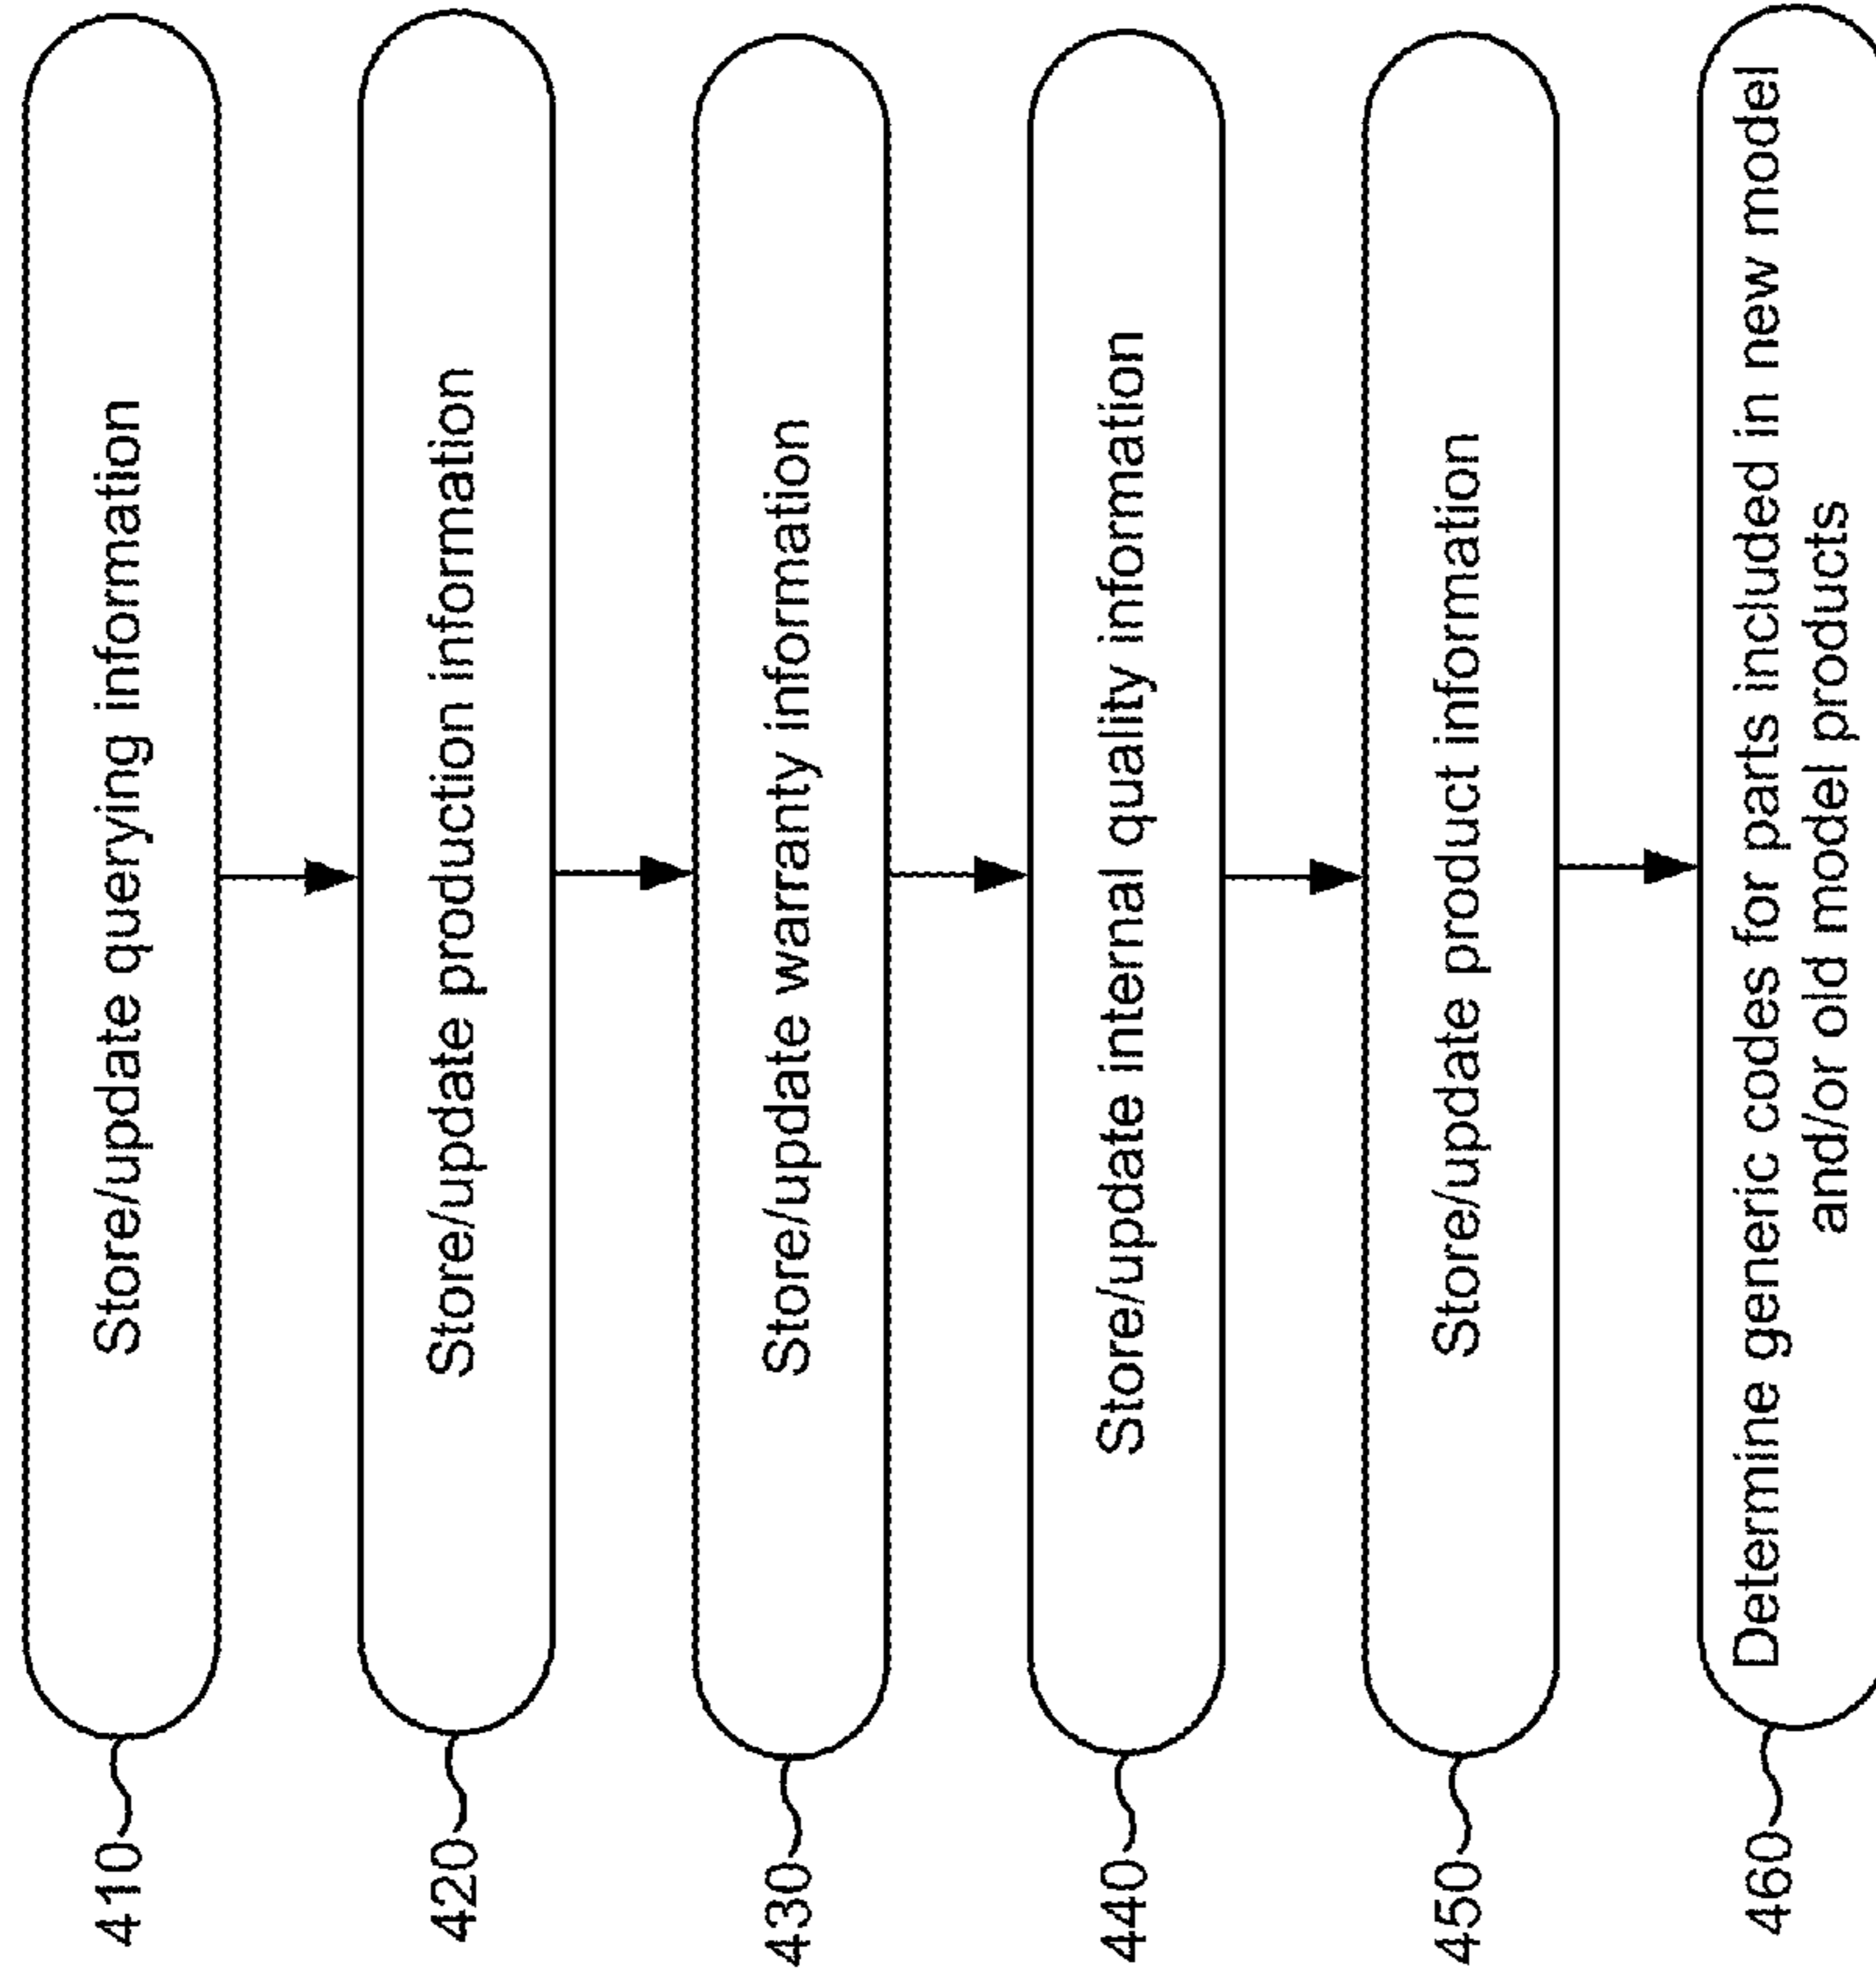 410
Store/update querying information
420
Store/update production information
430
Store/update warranty information
440
Store/update internal quality information
450
Store/update product information
460
Determine generic codes for parts included in new model
and/or old model products